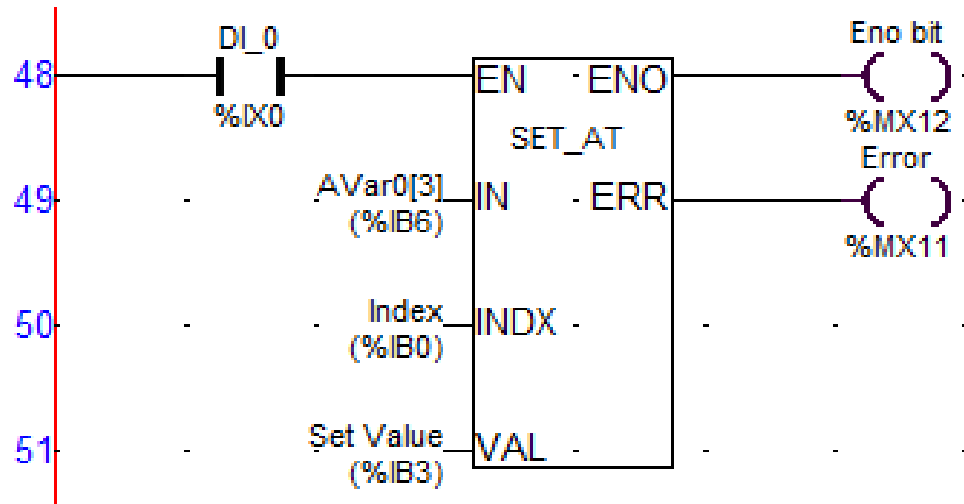 DI_0
Eno bit
48
EN
ENO
%IX0
%MX12
SET_AT
Error
AVar0[3]
49
IN
ERR
(%IB6)
%MX11
Index
50
INDX
(%IB0)
Set Value
51
VAL
(%IB3)